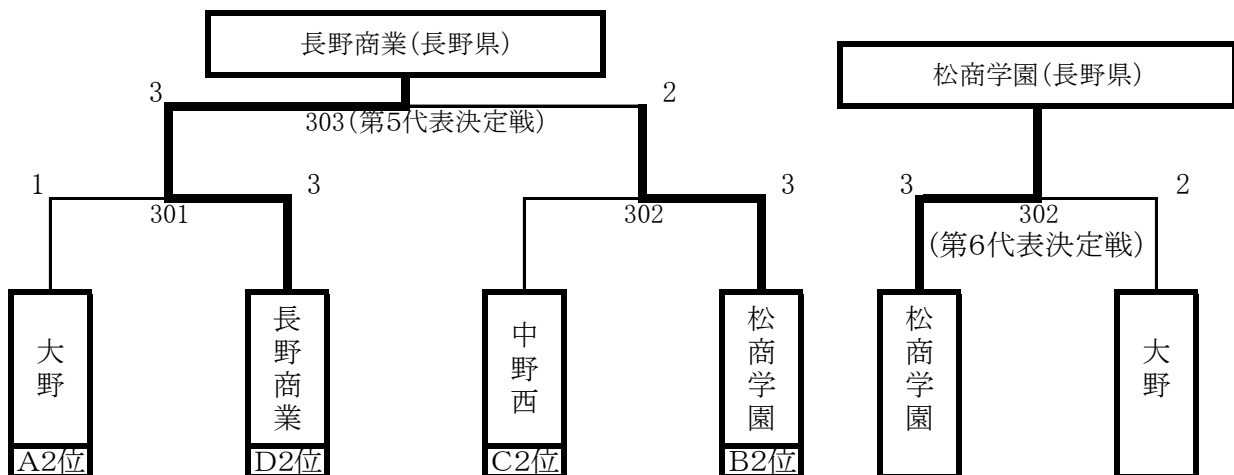 長野商業(長野県)
松商学園(長野県)
3
2
303(第5代表決定戦)
1
3
3
3
2
301
302
302
(第6代表決定戦)
大野
長野商業
中野西
松商学園
松商学園
大野
A2位
D2位
C2位
B2位